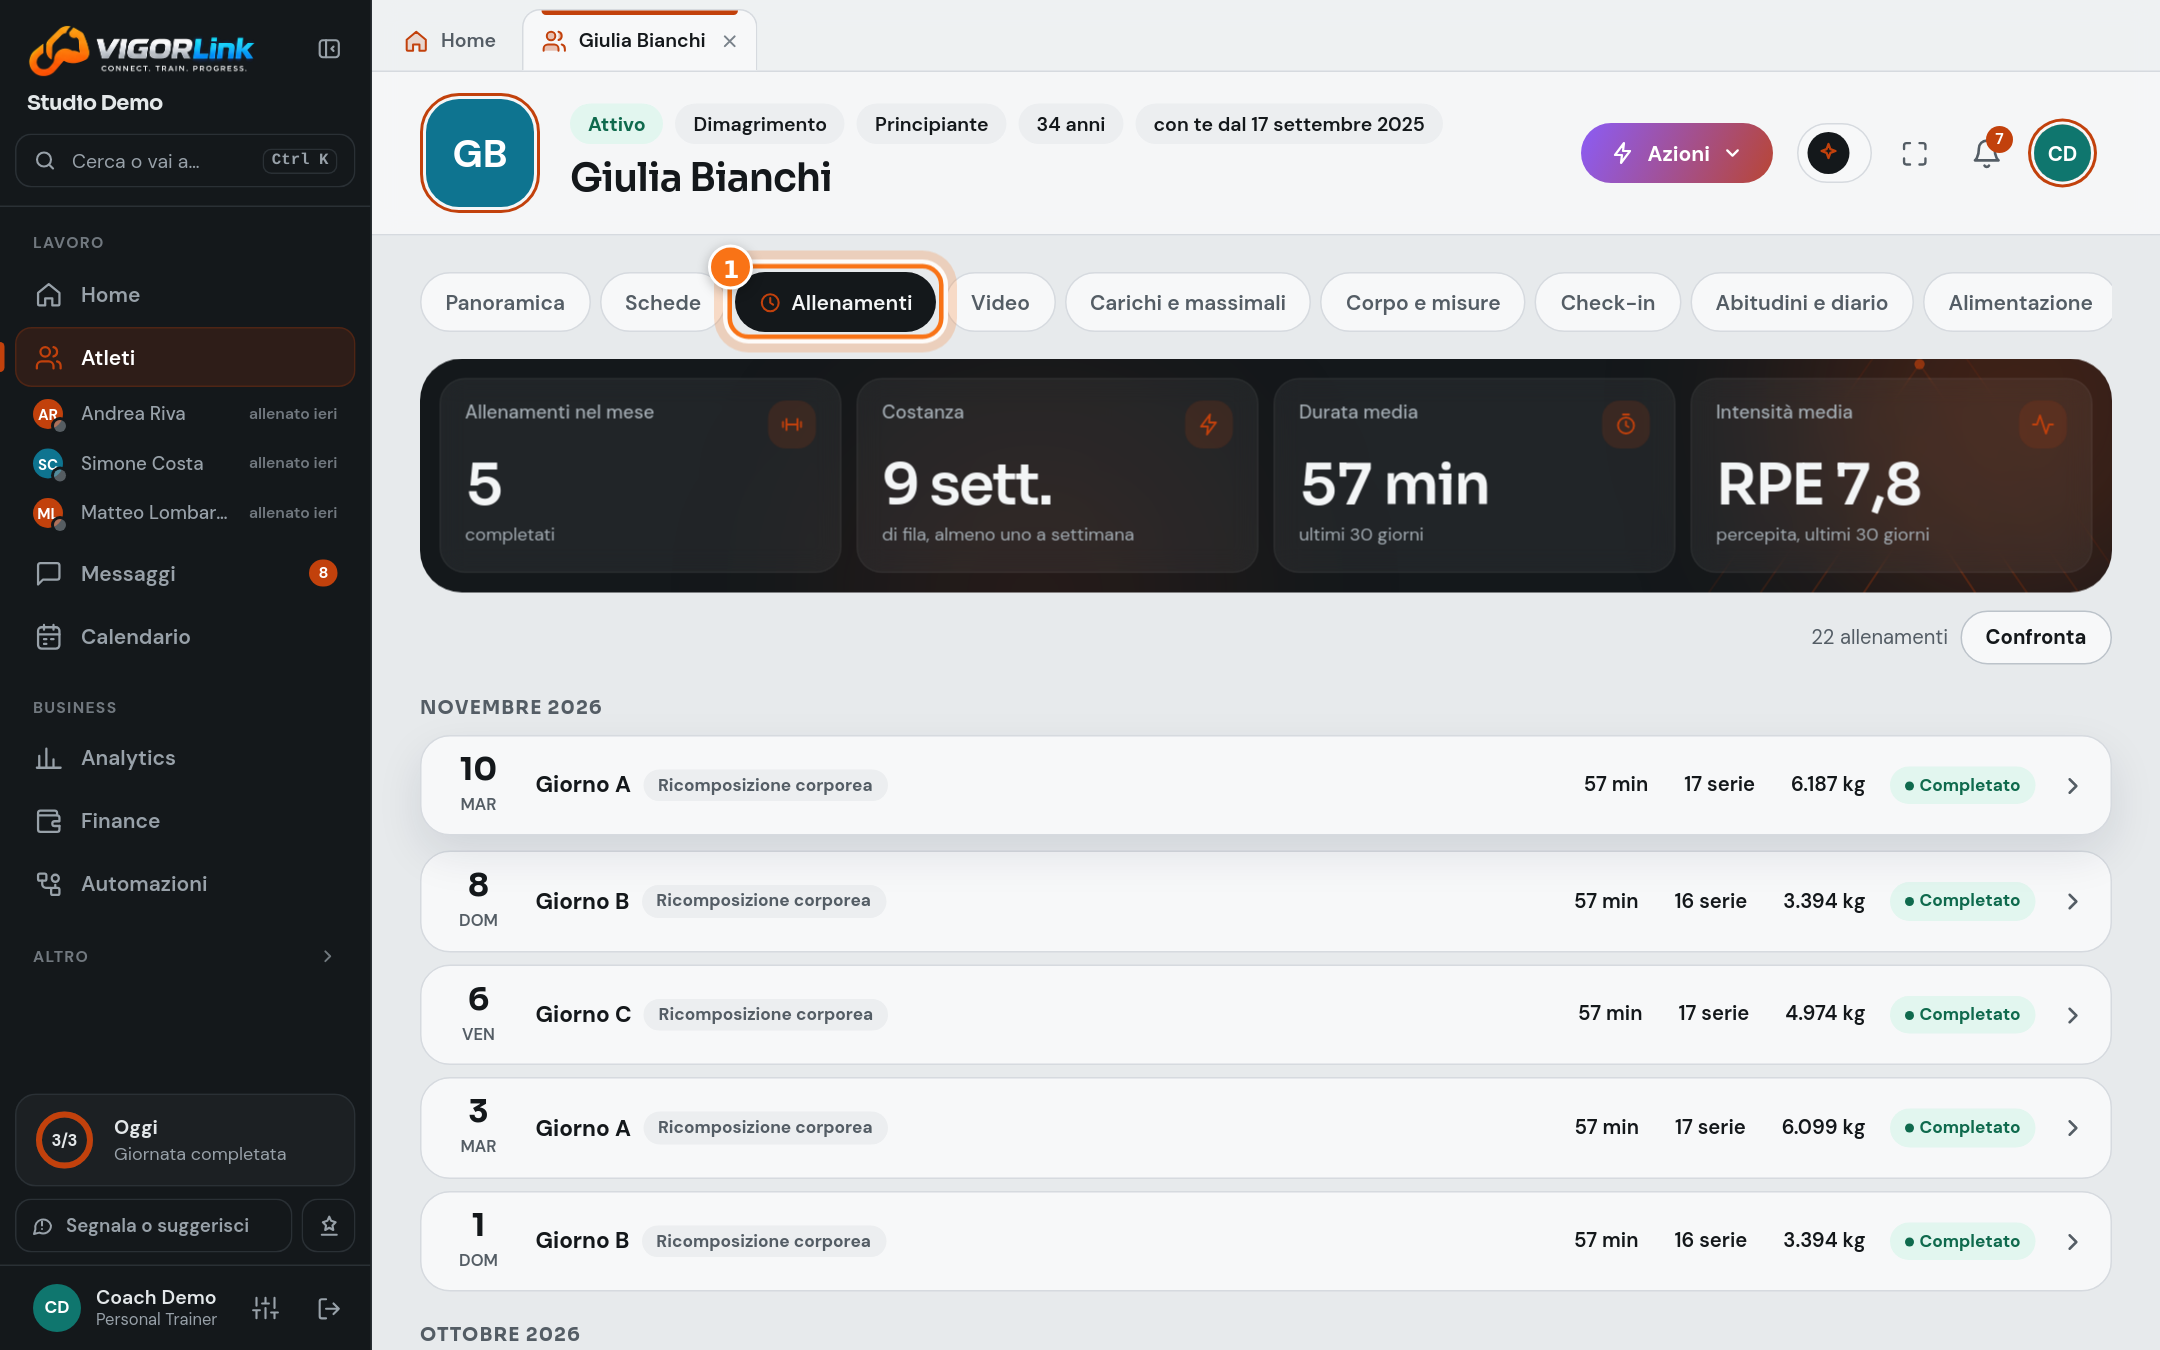 VIGORLink
CONNECT. TRAIN. PROGRESS.
Studio Demo
Cerca o vai a...
Ctrl K
LAVORO
Home
Atleti
AR Andrea Riva allenato ieri
SC Simone Costa allenato ieri
Matteo Lombar... allenato ieri
Messaggi 8
Calendario
BUSINESS
Analytics
Finance
Automazioni
ALTRO
3/3
Oggi
Giornata completata
Segnala o suggerisci
CD
Coach Demo
Personal Trainer
Home
Giulia Bianchi
GB
Attivo
Dimagrimento
Principiante
34 anni
con te dal 17 settembre 2025
Giulia Bianchi
Azioni
7
CD
1
Panoramica
Schede
Allenamenti
Video
Carichi e massimali
Corpo e misure
Check-in
Abitudini e diario
Alimentazione
Allenamenti nel mese
5
completati
Costanza
9 sett.
di fila, almeno uno a settimana
Durata media
57 min
ultimi 30 giorni
Intensità media
RPE 7,8
percepita, ultimi 30 giorni
22 allenamenti
Confronta
NOVEMBRE 2026
10
MAR
Giorno A Ricomposizione corporea 57 min 17 serie 6.187 kg Completato
8
DOM
Giorno B Ricomposizione corporea 57 min 16 serie 3.394 kg Completato
6
VEN
Giorno C Ricomposizione corporea 57 min 17 serie 4.974 kg Completato
3
MAR
Giorno A Ricomposizione corporea 57 min 17 serie 6.099 kg Completato
1
DOM
Giorno B Ricomposizione corporea 57 min 16 serie 3.394 kg Completato
OTTOBRE 2026